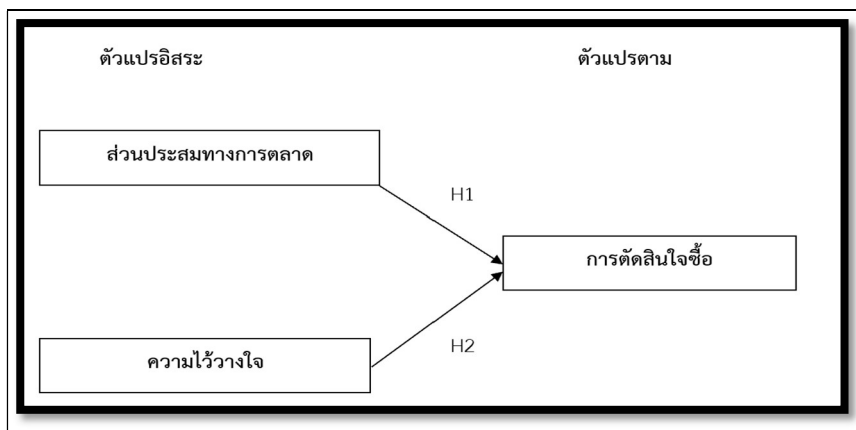 ตัวแปรอิสระ
ตัวแปรตาม
ส่วนประสมทางการตลาด
H1
การตัดสินใจซื้อ
H2
ความไว้วางใจ